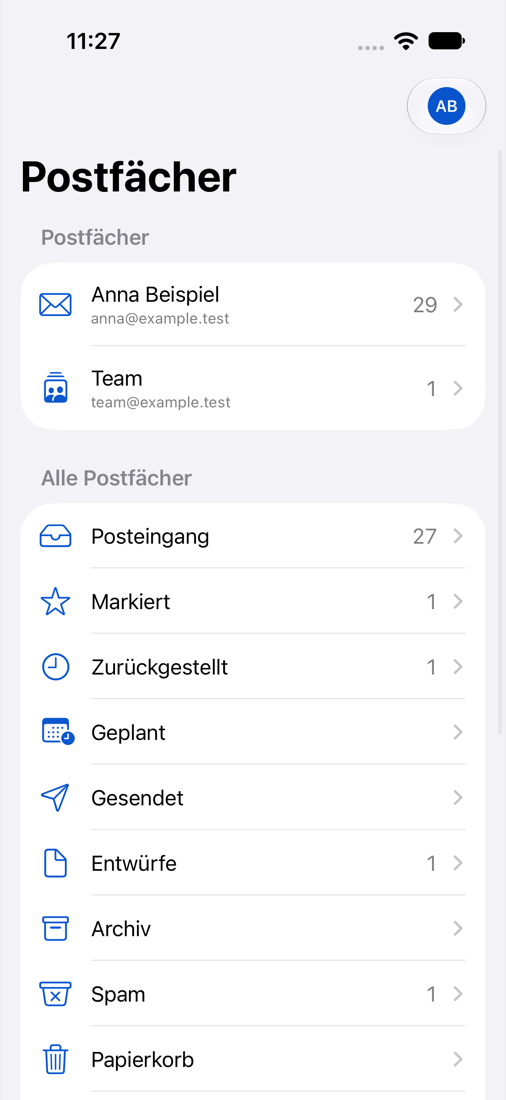 11:27
AB
Postfächer
Postfächer
Anna Beispiel
anna@example.test
29
Team
team@example.test
1
Alle Postfächer
Posteingang 27
Markiert 1
Zurückgestellt 1
Geplant
Gesendet
Entwürfe 1
Archiv
Spam 1
Papierkorb